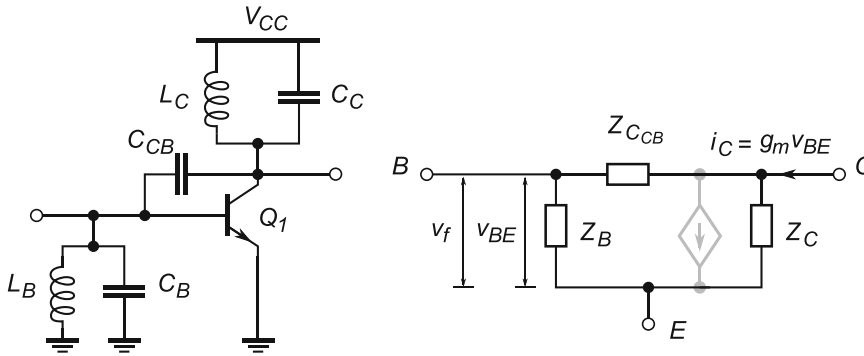 V_CC
L_C
C_C
C_CB
Q_1
L_B
C_B
Z_C_CB
i_C = g_m v_BE
B
C
v_f
v_BE
Z_B
Z_C
E